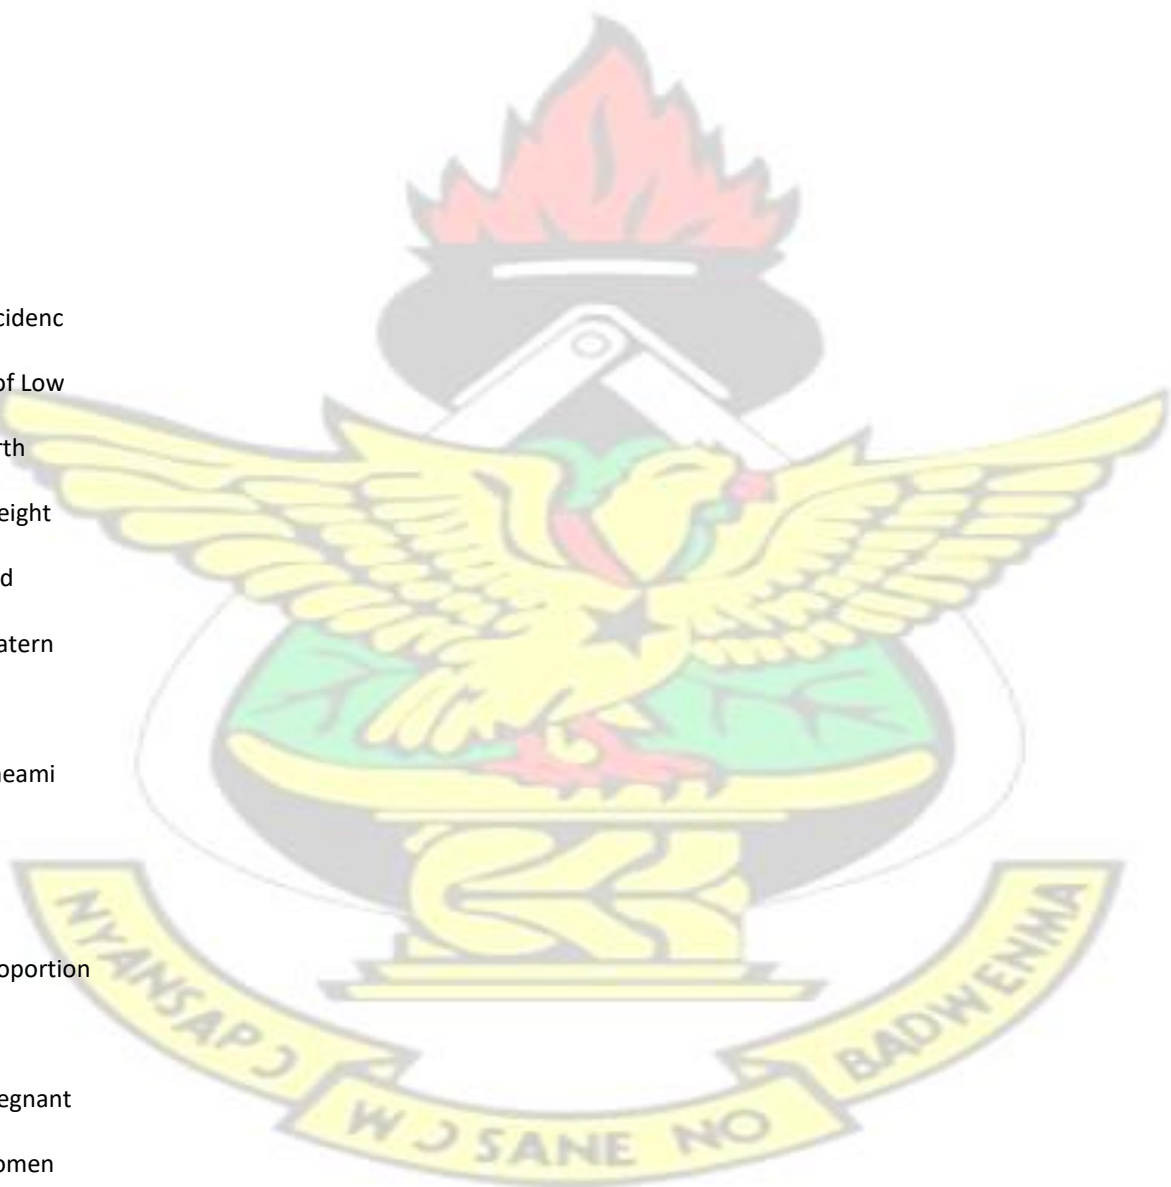 cidenc
of Low
rth
eight
d
atern
neami
oportion
egnant
omen
NYANSAPƆ
WƆSANE NO
BADWENMA